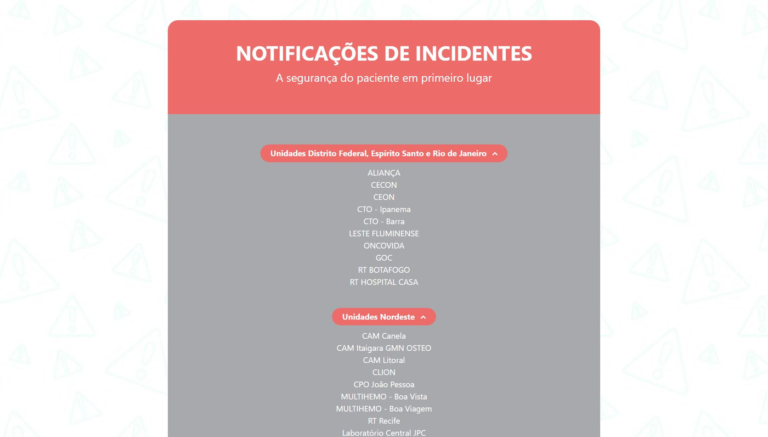 NOTIFICAÇÕES DE INCIDENTES
A segurança do paciente em primeiro lugar
Unidades Distrito Federal, Espírito Santo e Rio de Janeiro
ALIANÇA
CECON
CEON
CTO - Ipanema
CTO - Barra
LESTE FLUMINENSE
ONCOVIDA
GOC
RT BOTAFOGO
RT HOSPITAL CASA
Unidades Nordeste
CAM Canela
CAM Itaigara GMN OSTEO
CAM Litoral
CLION
CPO João Pessoa
MULTIHEMO - Boa Vista
MULTIHEMO - Boa Viagem
RT Recife
Laboratório Central JPC